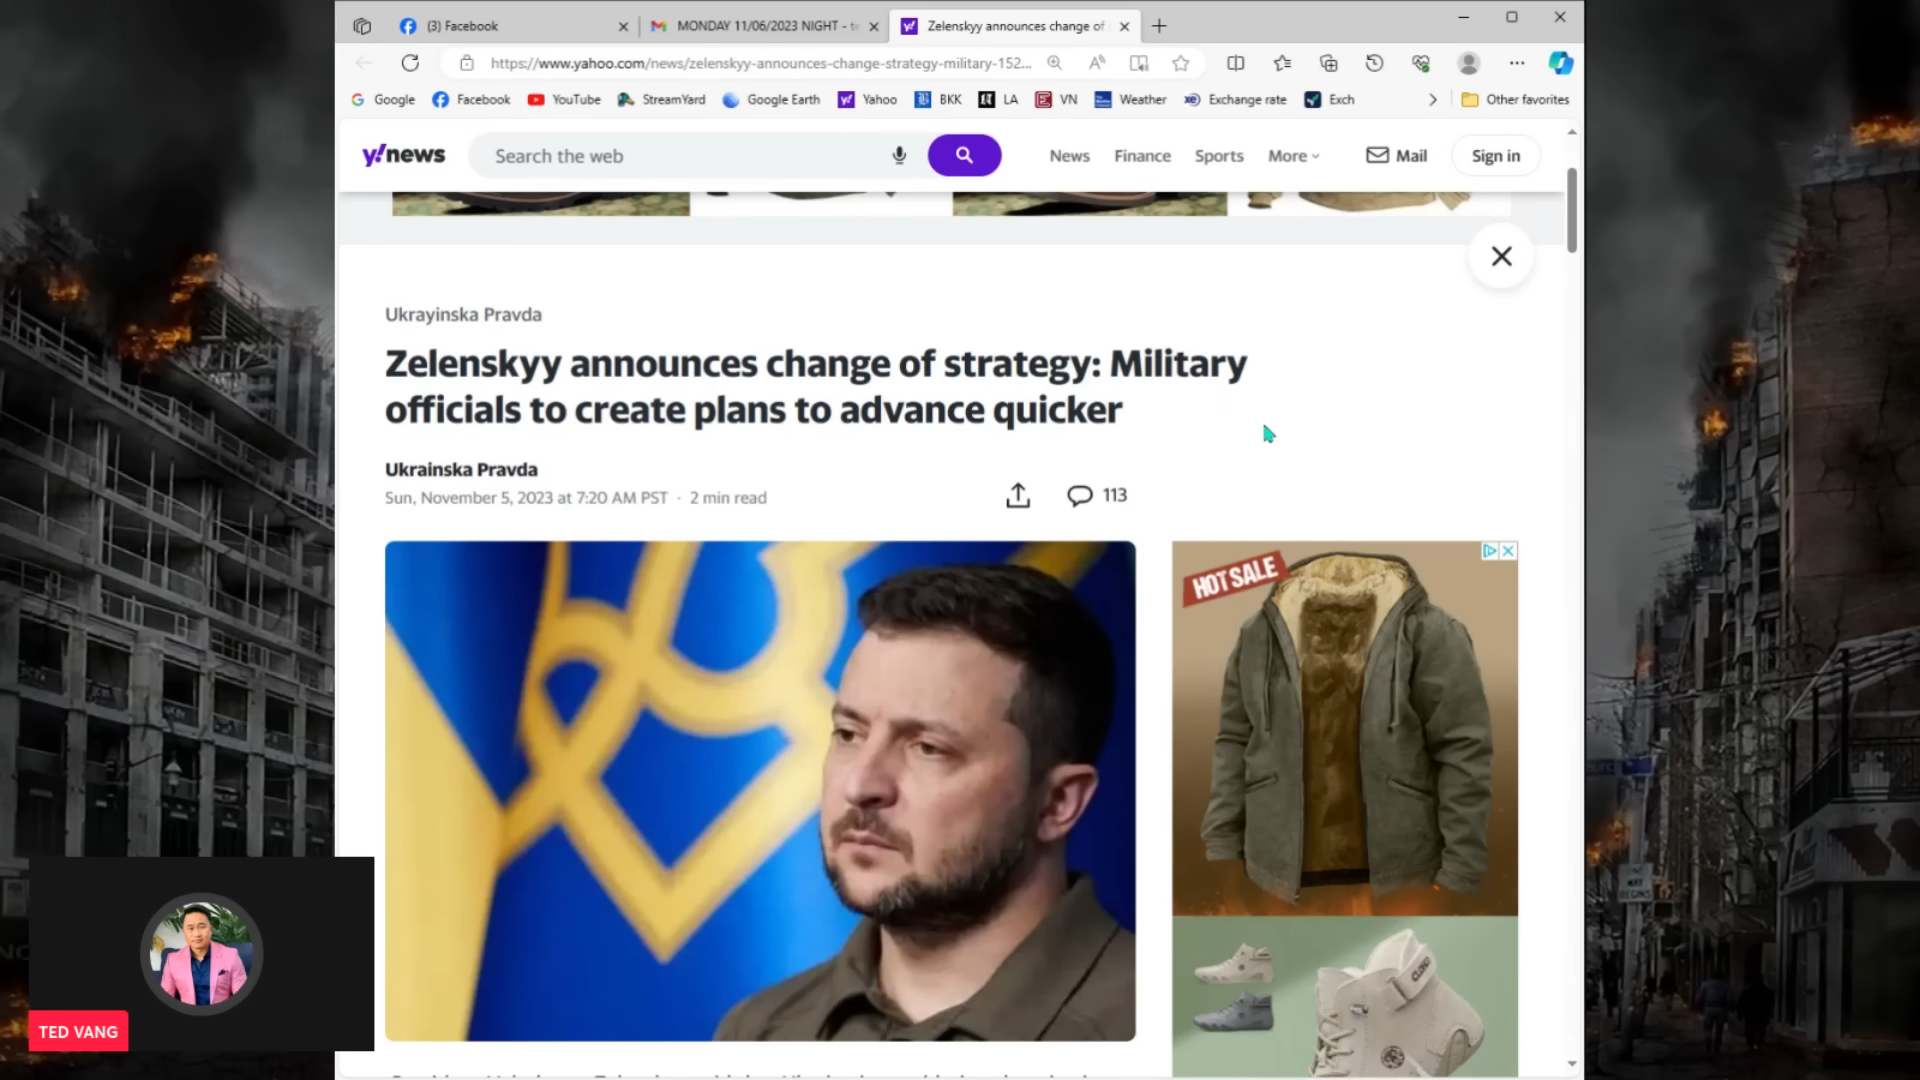 (3) Facebook
MONDAY 11/06/2023 NIGHT - te
Zelenskyy announces change of
https://www.yahoo.com/news/zelenskyy-announces-change-strategy-military-152...
Google
Facebook
YouTube
StreamYard
Google Earth
Yahoo
BKK
LA
VN
Weather
Exchange rate
Exch
Other favorites
y!news
Search the web
News
Finance
Sports
More
Mail
Sign in
Ukrayinska Pravda
Zelenskyy announces change of strategy: Military
officials to create plans to advance quicker
Ukrainska Pravda
Sun, November 5, 2023 at 7:20 AM PST · 2 min read
113
HOT SALE
TED VANG